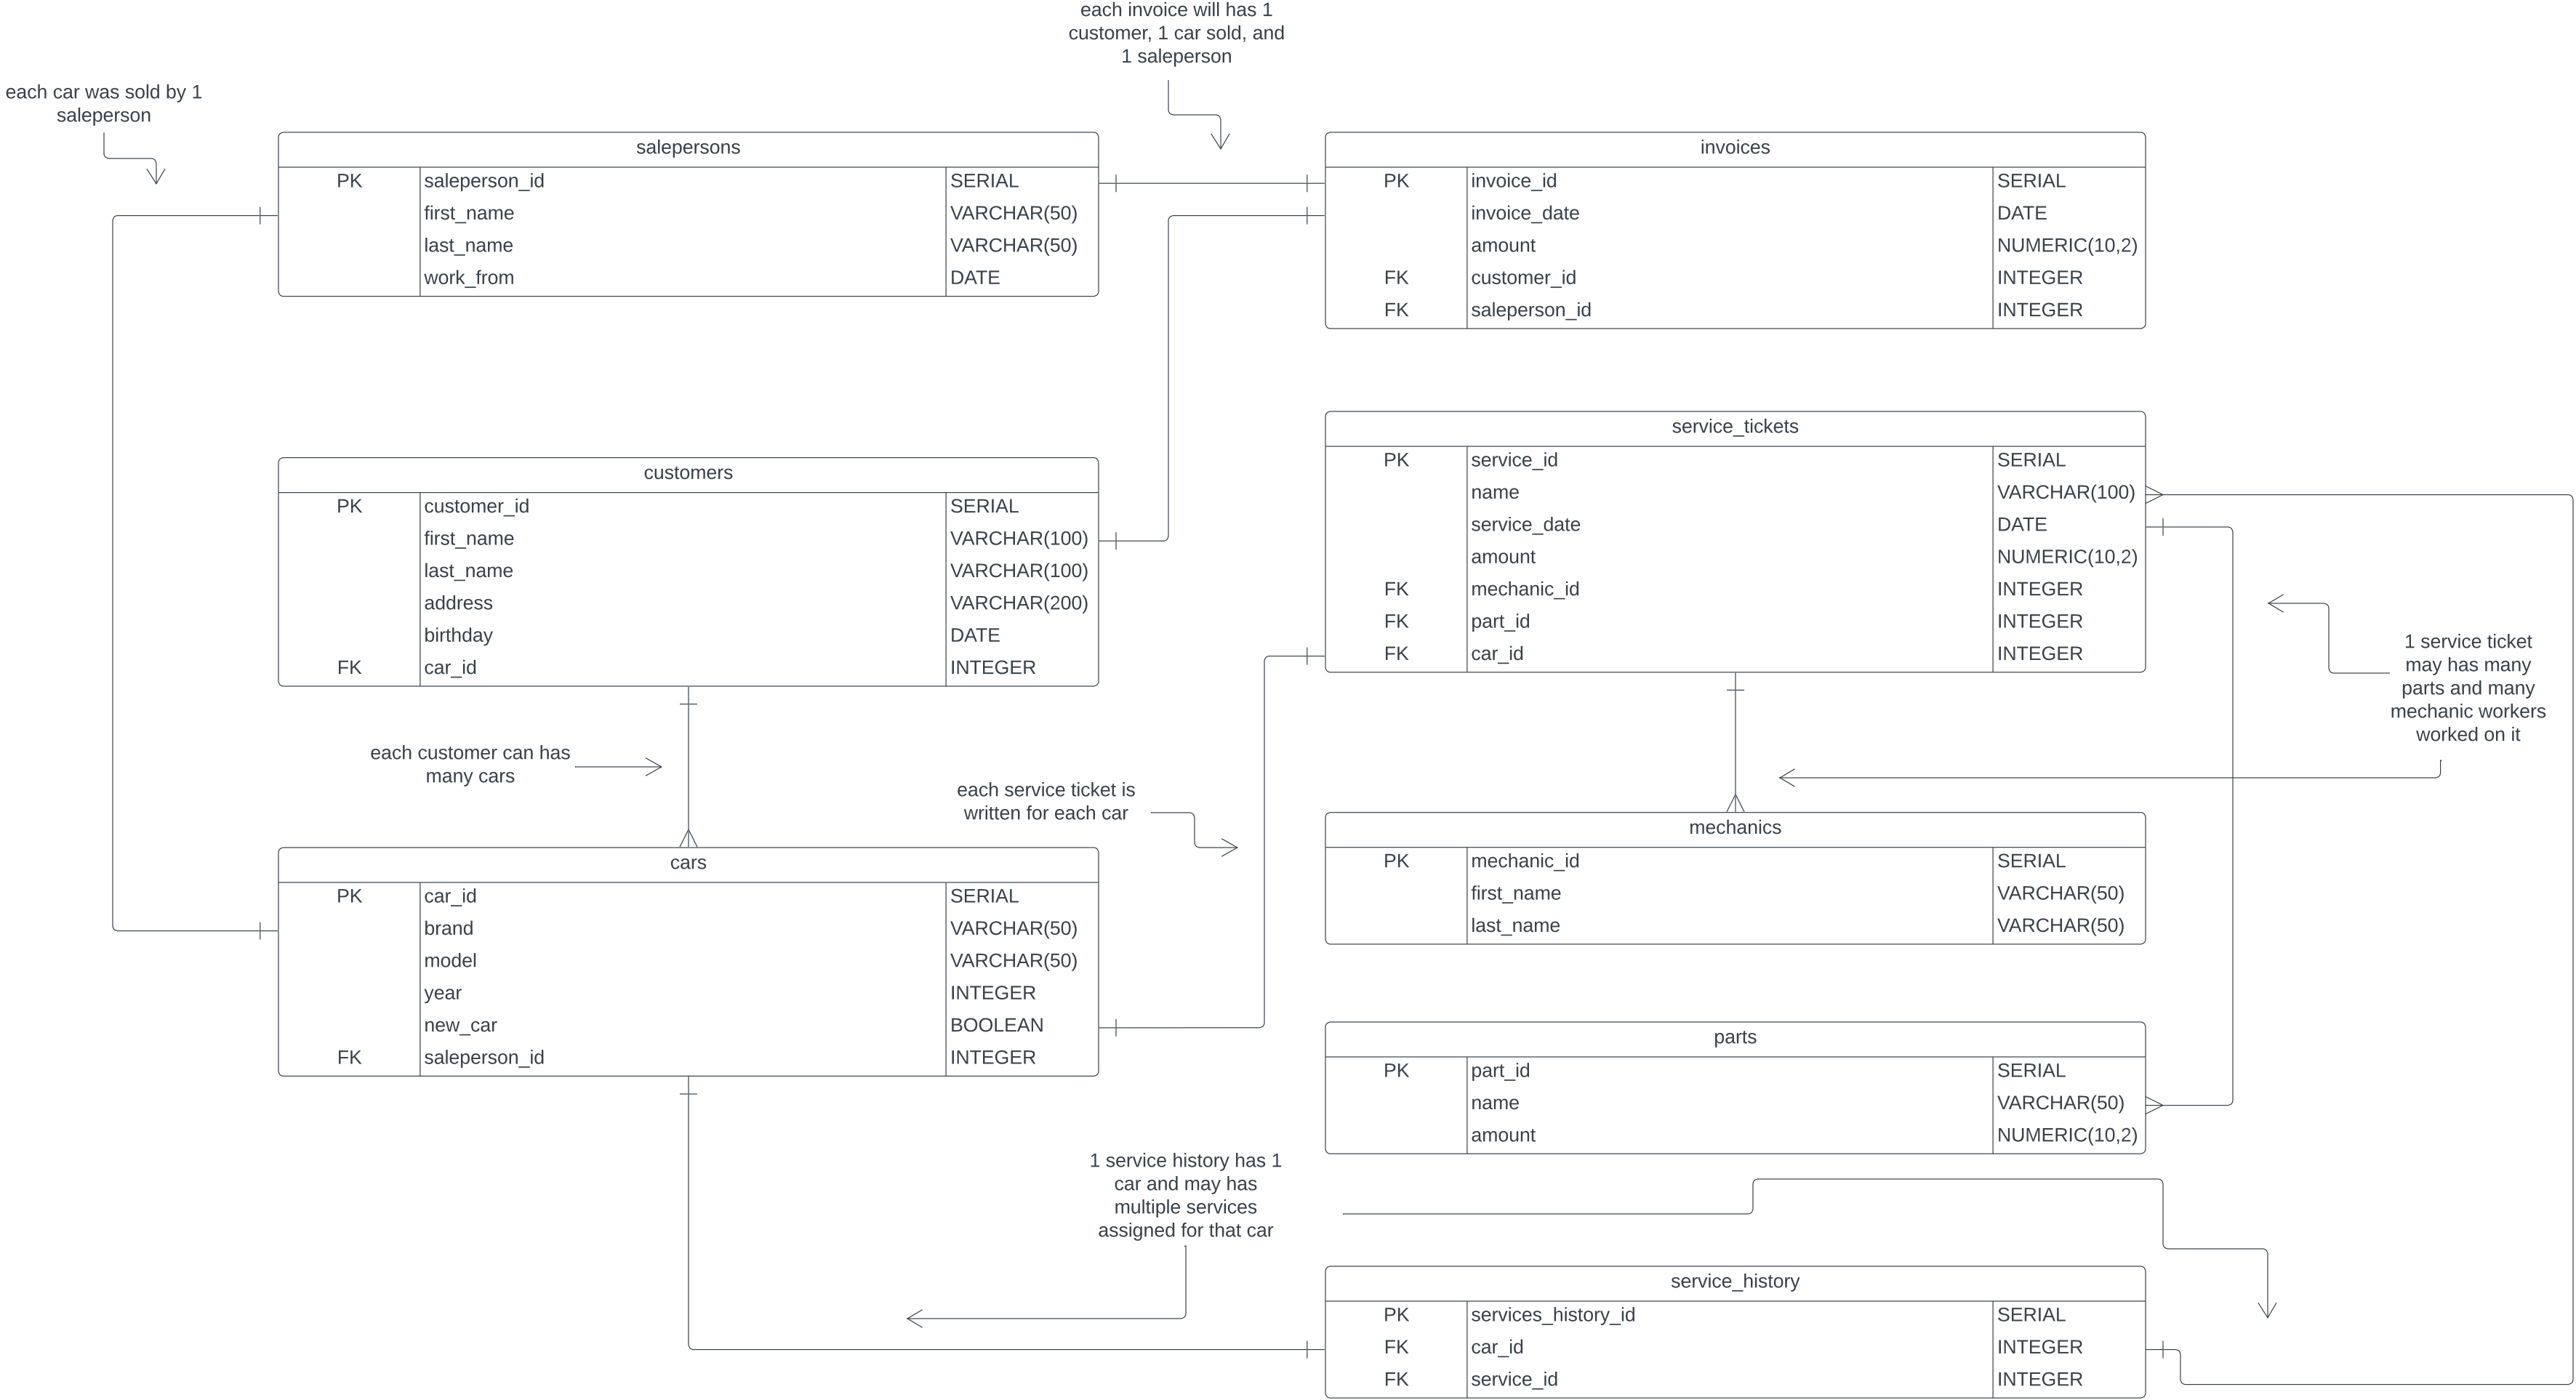 each invoice will has 1
customer, 1 car sold, and
1 saleperson
each car was sold by 1
saleperson
salepersons
PK saleperson_id SERIAL
first_name VARCHAR(50)
last_name VARCHAR(50)
work_from DATE
invoices
PK invoice_id SERIAL
invoice_date DATE
amount NUMERIC(10,2)
FK customer_id INTEGER
FK saleperson_id INTEGER
customers
PK customer_id SERIAL
first_name VARCHAR(100)
last_name VARCHAR(100)
address VARCHAR(200)
birthday DATE
FK car_id INTEGER
service_tickets
PK service_id SERIAL
name VARCHAR(100)
service_date DATE
amount NUMERIC(10,2)
FK mechanic_id INTEGER
FK part_id INTEGER
FK car_id INTEGER
1 service ticket
may has many
parts and many
mechanic workers
worked on it
each customer can has
many cars
each service ticket is
written for each car
cars
PK car_id SERIAL
brand VARCHAR(50)
model VARCHAR(50)
year INTEGER
new_car BOOLEAN
FK saleperson_id INTEGER
mechanics
PK mechanic_id SERIAL
first_name VARCHAR(50)
last_name VARCHAR(50)
parts
PK part_id SERIAL
name VARCHAR(50)
amount NUMERIC(10,2)
1 service history has 1
car and may has
multiple services
assigned for that car
service_history
PK services_history_id SERIAL
FK car_id INTEGER
FK service_id INTEGER